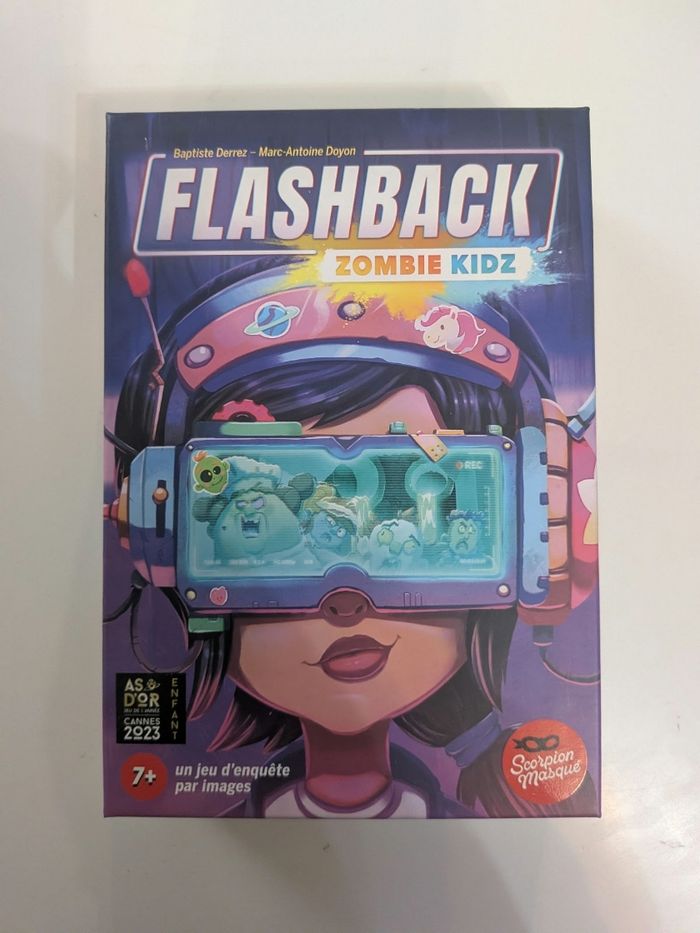 Baptiste Derrez – Marc-Antoine Doyon
FLASHBACK
ZOMBIE KIDZ
REC
AS
D'OR
JEU DE L'ANNÉE
CANNES
2023
ENFANT
7+
un jeu d'enquête
par images
Scorpion
Masqué